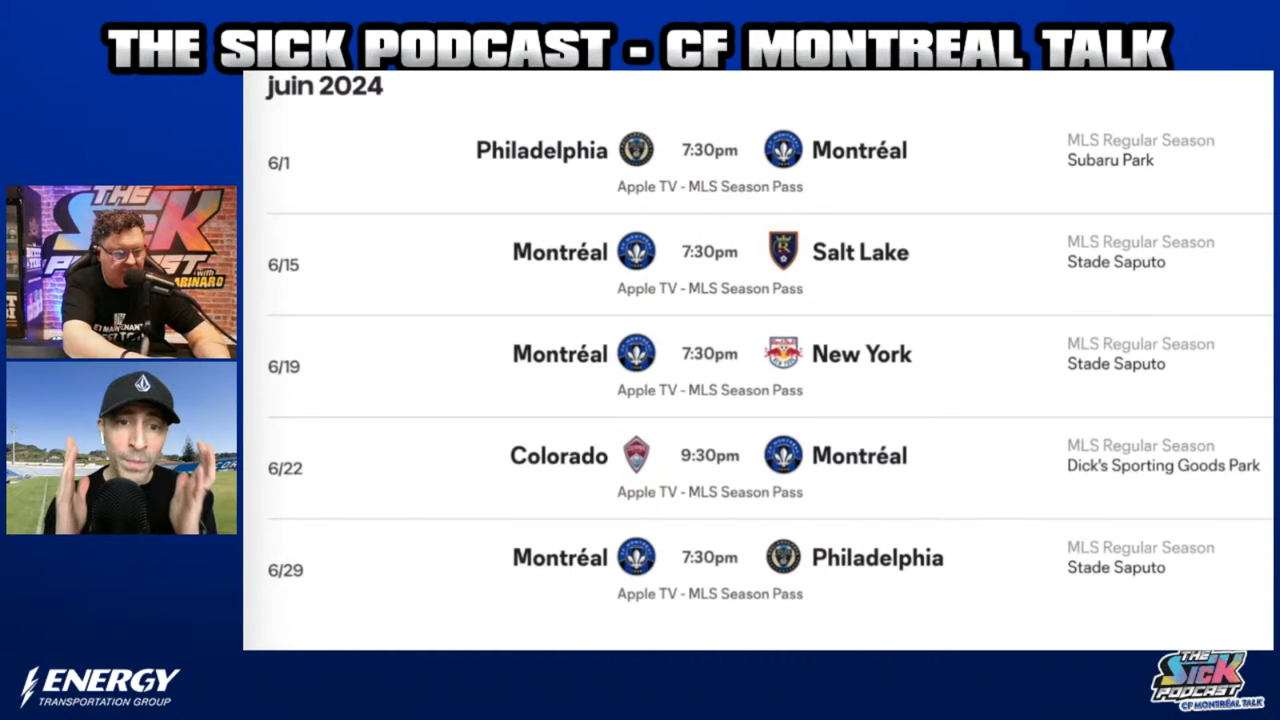 THE SICK PODCAST - CF MONTREAL TALK
juin 2024
6/1
Philadelphia 7:30pm Montréal
Apple TV - MLS Season Pass
MLS Regular Season
Subaru Park
6/15
Montréal 7:30pm Salt Lake
Apple TV - MLS Season Pass
MLS Regular Season
Stade Saputo
6/19
Montréal 7:30pm New York
Apple TV - MLS Season Pass
MLS Regular Season
Stade Saputo
6/22
Colorado 9:30pm Montréal
Apple TV - MLS Season Pass
MLS Regular Season
Dick's Sporting Goods Park
6/29
Montréal 7:30pm Philadelphia
Apple TV - MLS Season Pass
MLS Regular Season
Stade Saputo
THE
SICK
PODCAST
with
ENERGY
TRANSPORTATION GROUP
THE
SICK
PODCAST
CF MONTRÉAL TALK